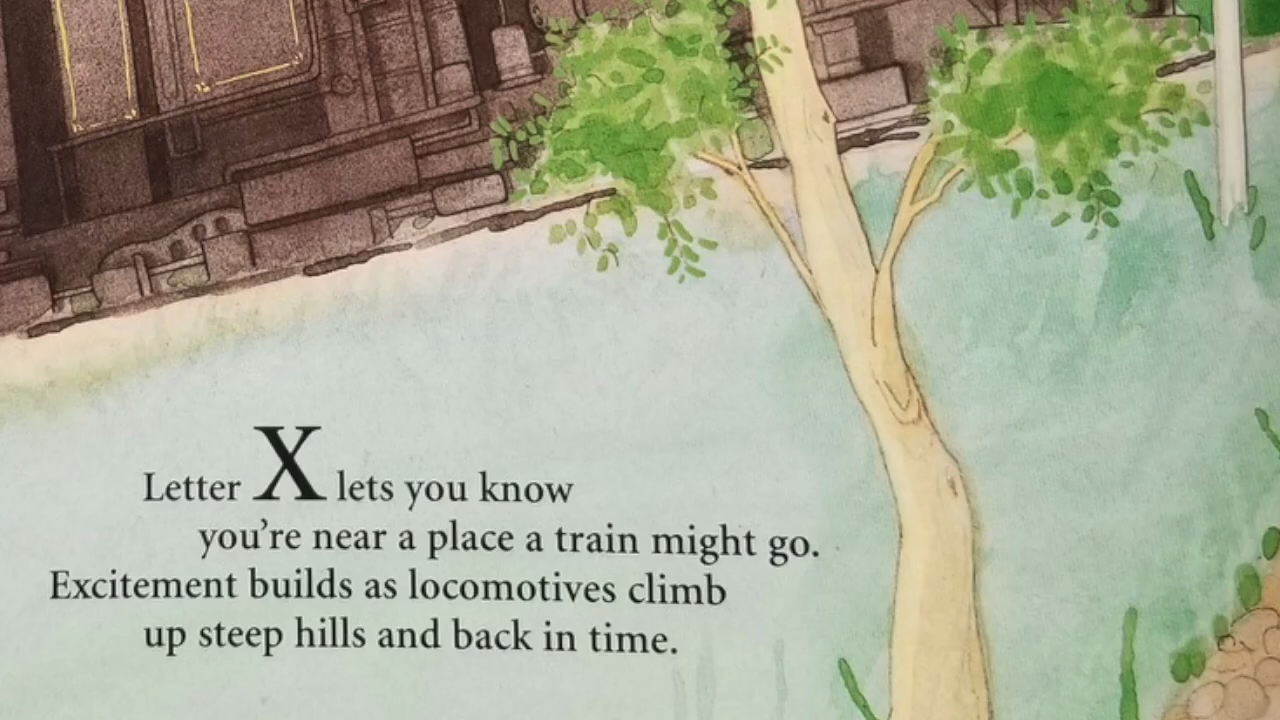 Letter X lets you know
you're near a place a train might go.
Excitement builds as locomotives climb
up steep hills and back in time.